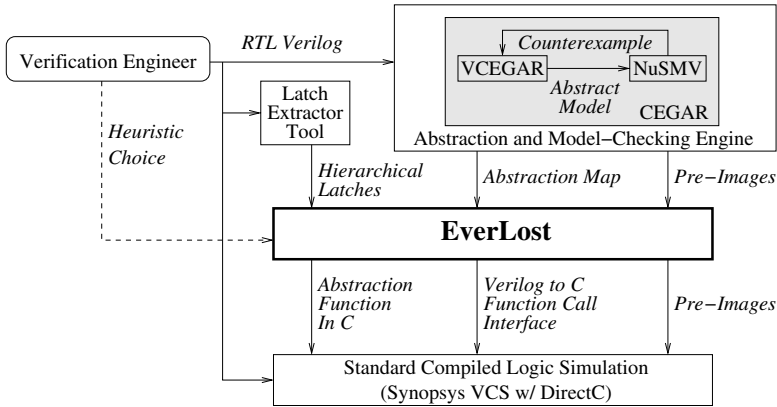 RTL Verilog
Verification Engineer
Counterexample
VCEGAR
NuSMV
Abstract
Model
CEGAR
Abstraction and Model−Checking Engine
Latch
Extractor
Tool
Heuristic
Choice
Hierarchical
Latches
Abstraction Map
Pre−Images
EverLost
Abstraction
Function
In C
Verilog to C
Function Call
Interface
Pre−Images
Standard Compiled Logic Simulation
(Synopsys VCS w/ DirectC)